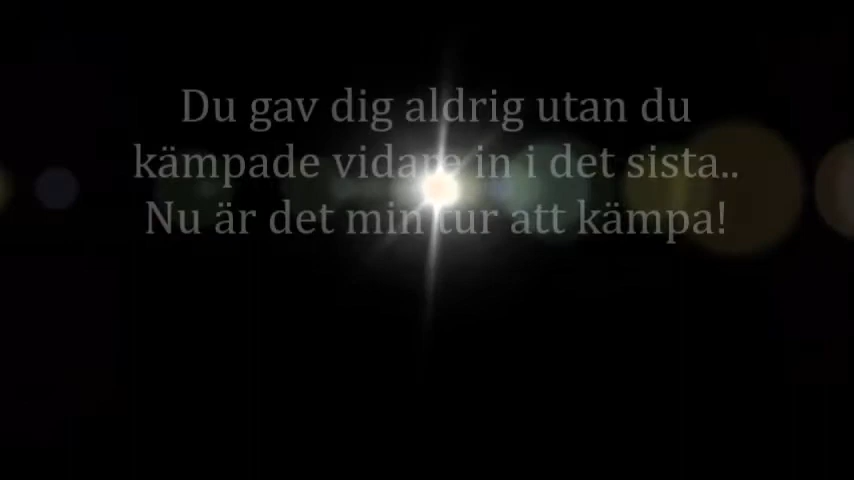 Du gav dig aldrig utan du
kämpade vidare in i det sista..
Nu är det min tur att kämpa!